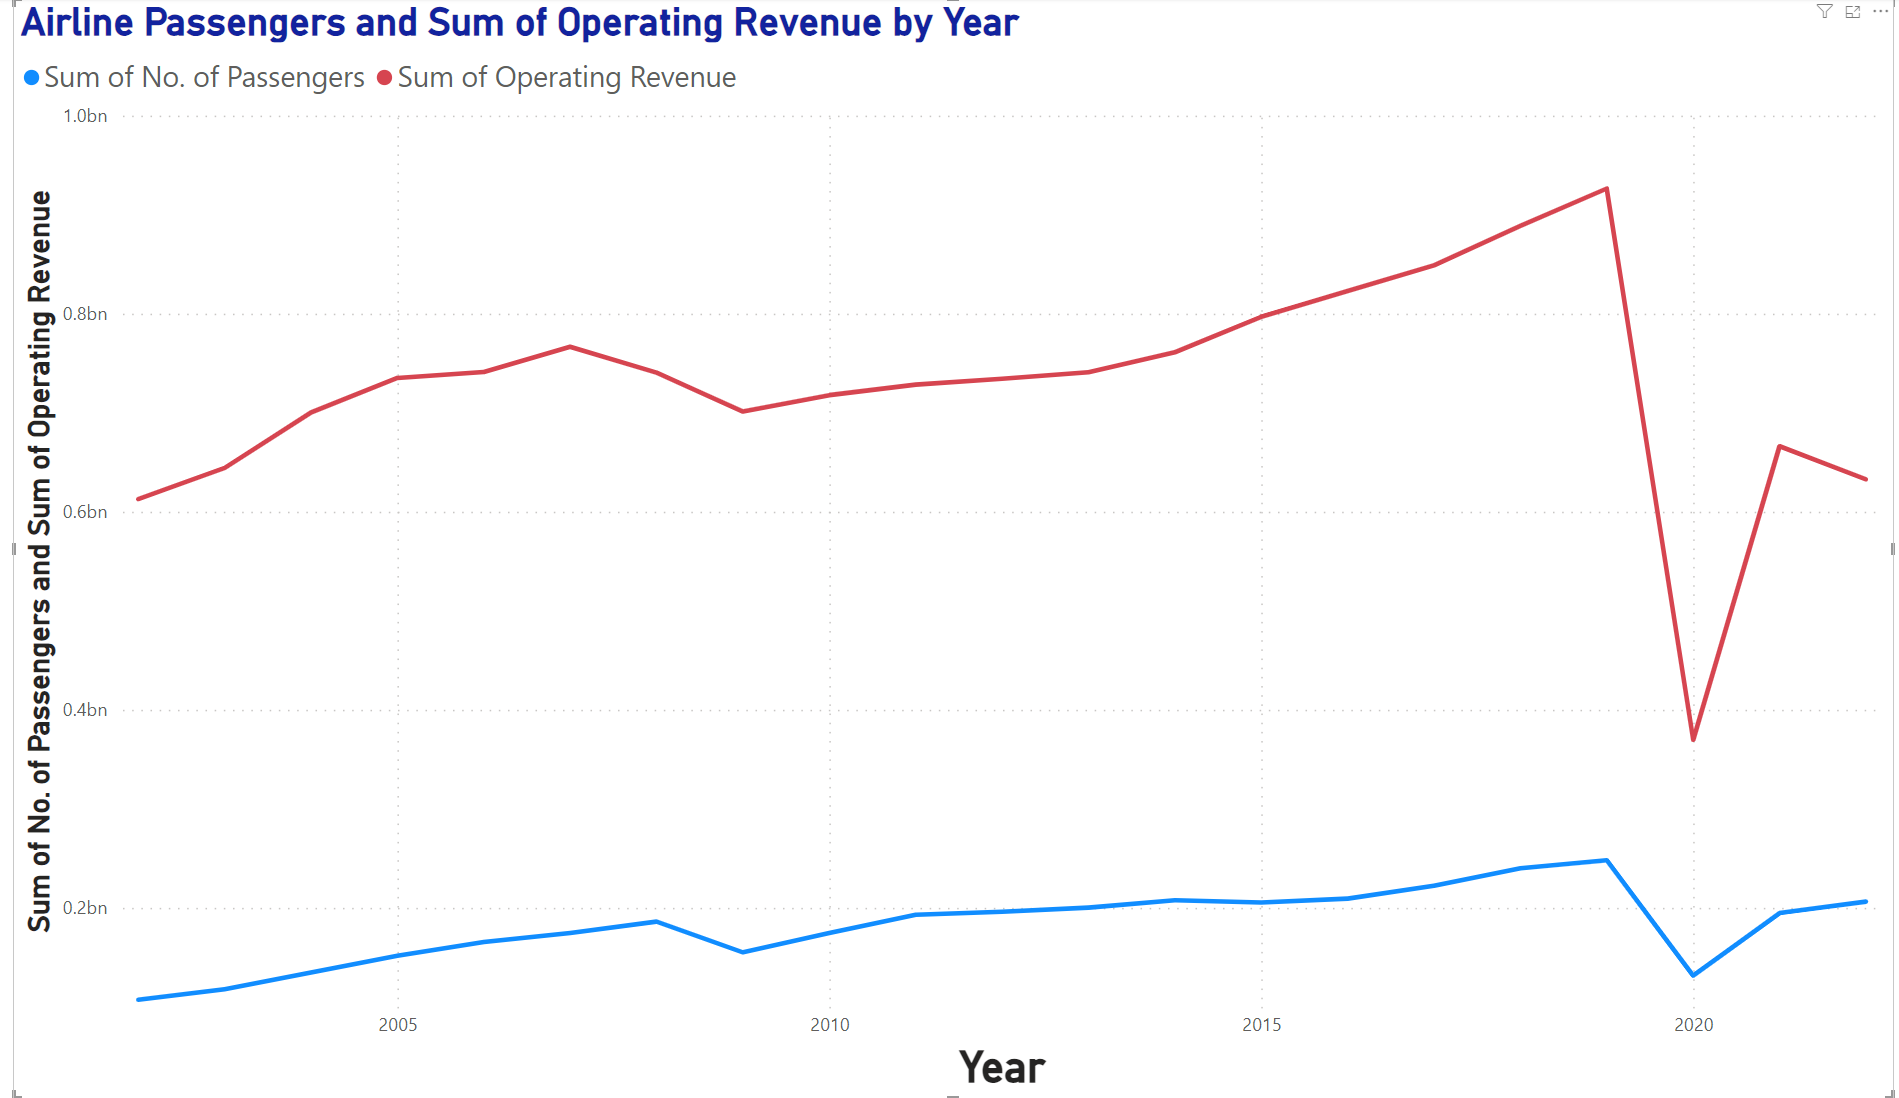 Airline Passengers and Sum of Operating Revenue by Year
Sum of No. of Passengers Sum of Operating Revenue
Sum of No. of Passengers and Sum of Operating Revenue
1.0bn
0.8bn
0.6bn
0.4bn
0.2bn
2005 2010 2015 2020
Year